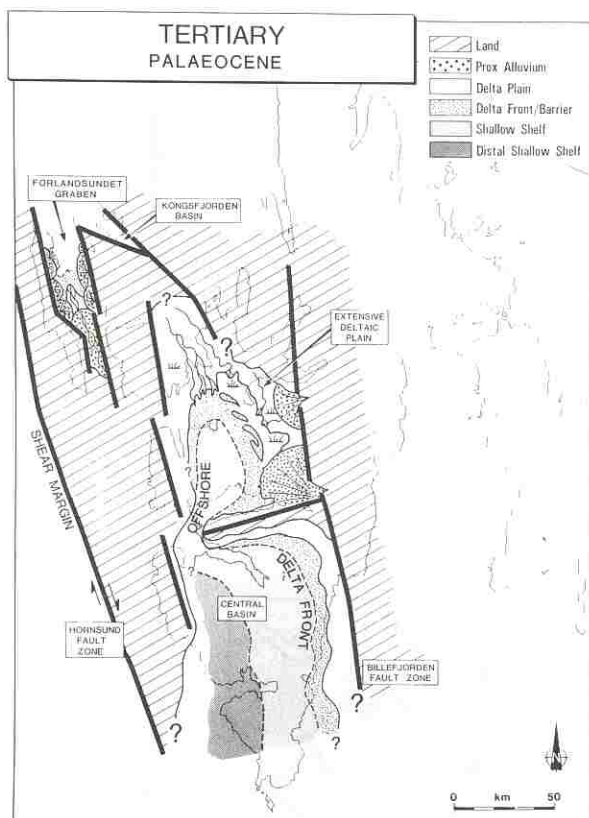 TERTIARY
PALAEOCENE
Land
Prox Alluvium
Delta Plain
Delta Front/Barrier
Shallow Shelf
Distal Shallow Shelf
FORLANDSUNDET
GRABEN
KONGSFJORDEN
BASIN
?
?
EXTENSIVE
DELTAIC
PLAIN
SHEAR MARGIN
?
OFFSHORE
?
DELTA FRONT
CENTRAL
BASIN
HORNSUND
FAULT
ZONE
BILLEFJORDEN
FAULT ZONE
?
?
N
0 km 50